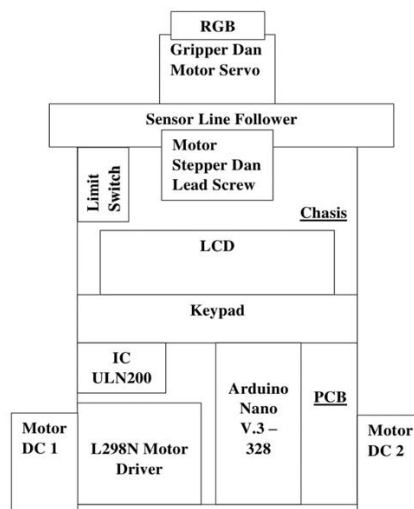 RGB
Gripper Dan
Motor Servo
Sensor Line Follower
Motor
Stepper Dan
Lead Screw
Limit
Switch
Chasis
LCD
Keypad
IC
ULN200
Arduino
Nano
V.3 –
328
PCB
Motor
DC 1
L298N Motor
Driver
Motor
DC 2